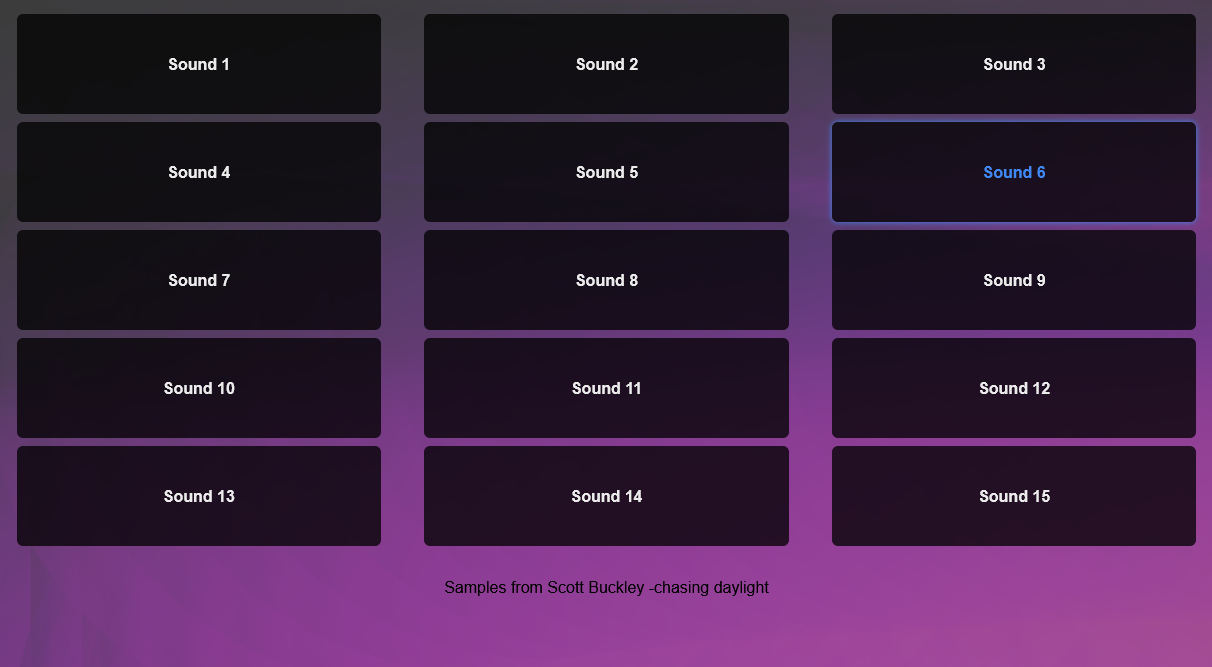 Sound 1
Sound 2
Sound 3
Sound 4
Sound 5
Sound 6
Sound 7
Sound 8
Sound 9
Sound 10
Sound 11
Sound 12
Sound 13
Sound 14
Sound 15
Samples from Scott Buckley -chasing daylight